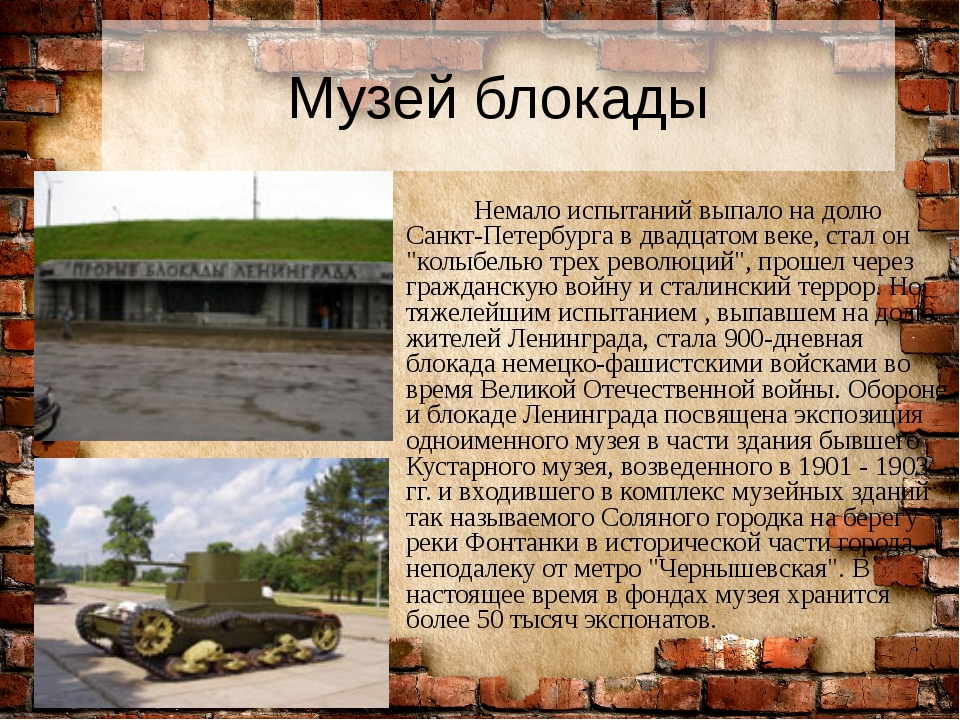 Музей блокады
"ПРОРЫВ БЛОКАДЫ ЛЕНИНГРАДА
Немало испытаний выпало на долю
Санкт-Петербурга в двадцатом веке, стал он
"колыбелью трех революций", прошел через
гражданскую войну и сталинский террор. Но
тяжелейшим испытанием , выпавшем на долю
жителей Ленинграда, стала 900-дневная
блокада немецко-фашистскими войсками во
время Великой Отечественной войны. Обороне
и блокаде Ленинграда посвящена экспозиция
одноименного музея в части здания бывшего
Кустарного музея, возведенного в 1901 - 1903
гг. и входившего в комплекс музейных зданий
так называемого Соляного городка на берегу
реки Фонтанки в исторической части города
неподалеку от метро "Чернышевская". В
настоящее время в фондах музея хранится
более 50 тысяч экспонатов.